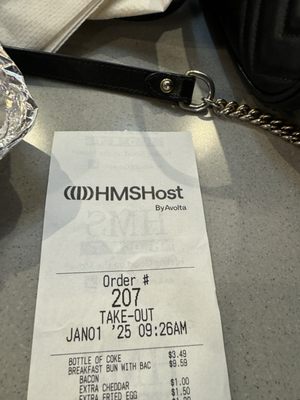 HMSHost
By Avolta
Order #
207
TAKE-OUT
JAN01 '25 09:26AM
BOTTLE OF COKE $3.49
BREAKFAST BUN WITH BAC $9.59
BACON
EXTRA CHEDDAR $1.00
EXTRA FRIED EGG $1.50